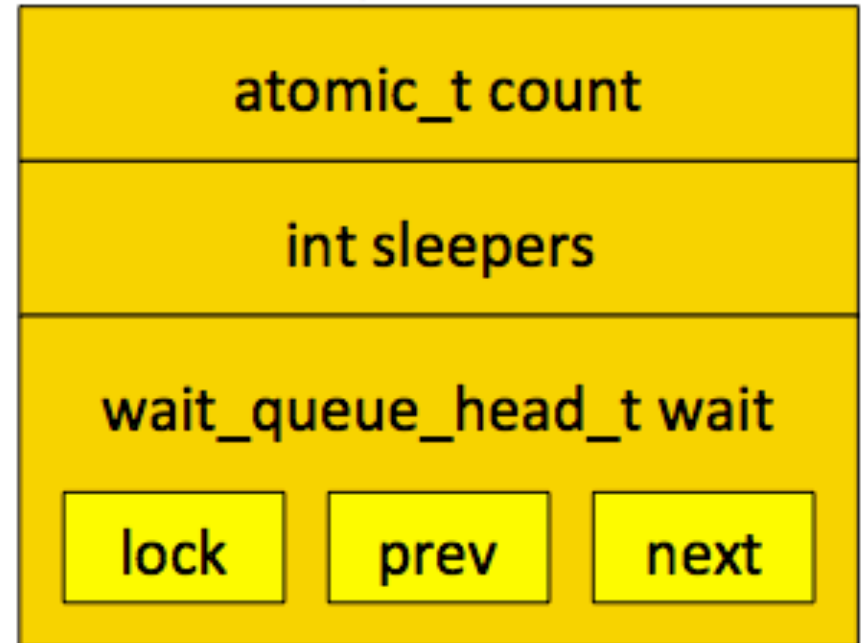 atomic_t count
int sleepers
wait_queue_head_t wait
lock prev next